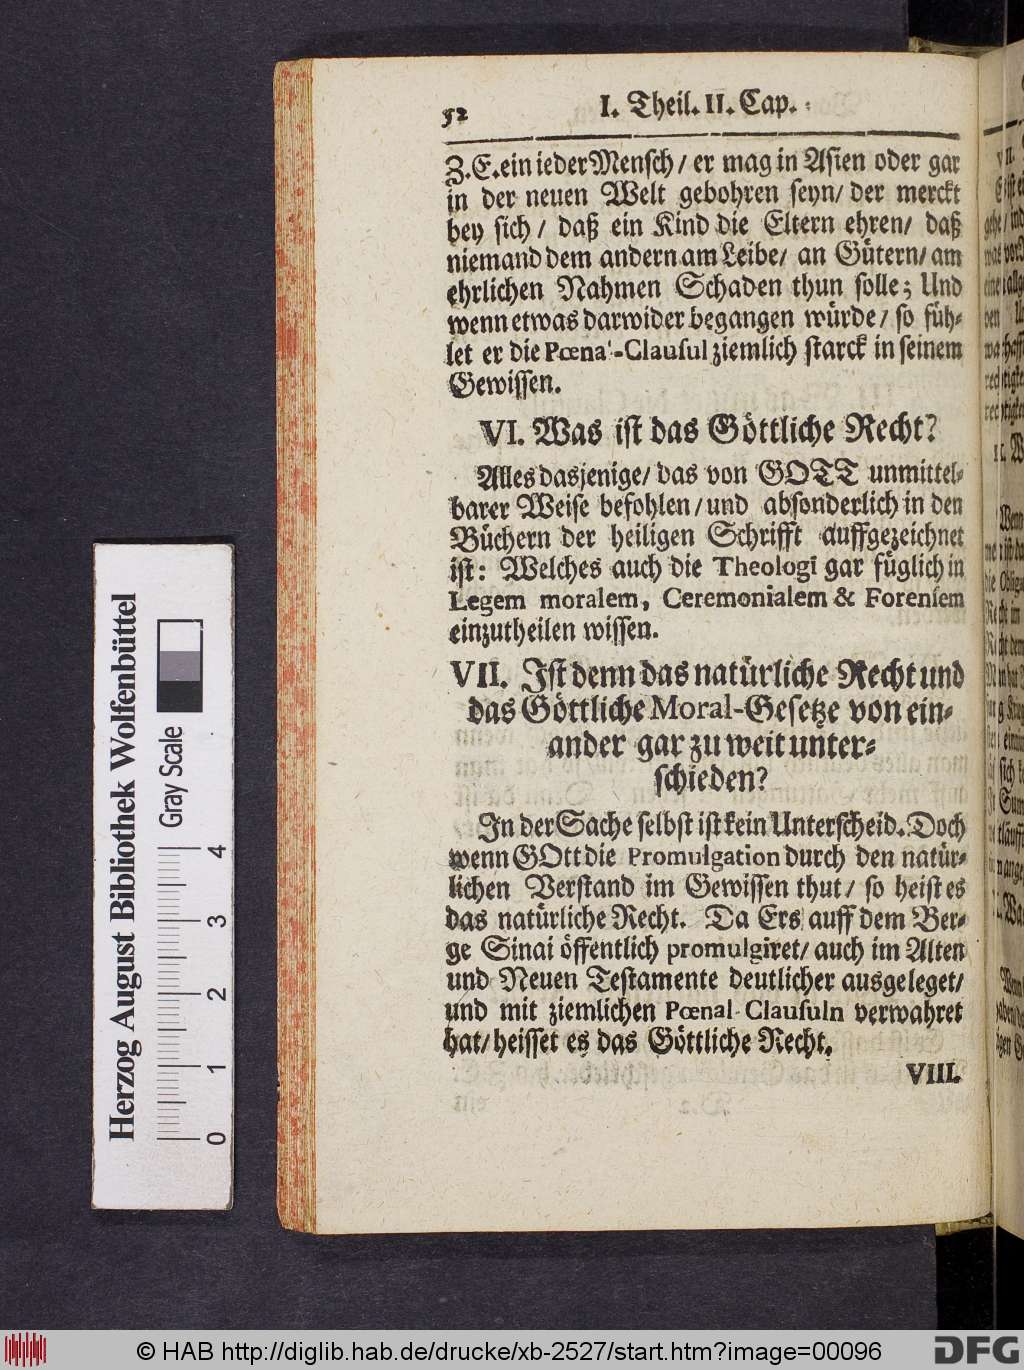 52 I. Theil. II. Cap.
Z. E. ein ieder Mensch / er mag in Asien oder gar
in der neuen Welt gebohren seyn / der merckt
bey sich / daß ein Kind die Eltern ehren / daß
niemand dem andern am Leibe / an Gütern / am
ehrlichen Nahmen Schaden thun solle; Und
wenn etwas darwider begangen würde / so füh-
let er die Pœna'-Clausul ziemlich starck in seinem
Gewissen.
VI. Was ist das Göttliche Recht?
Alles dasjenige / das von GOTT unmittel-
barer Weise befohlen / und absonderlich in den
Büchern der heiligen Schrifft auffgezeichnet
ist: Welches auch die Theologi gar füglich in
Legem moralem, Ceremonialem & Forensem
einzutheilen wissen.
VII. Ist denn das natürliche Recht und
das Göttliche Moral-Gesetze von ein-
ander gar zu weit unter-
schieden?
In der Sache selbst ist kein Unterscheid. Doch
wenn GOtt die Promulgation durch den natür-
lichen Verstand im Gewissen thut / so heist es
das natürliche Recht. Da Ers auff dem Ber-
ge Sinai öffentlich promulgiret / auch im Alten
und Neuen Testamente deutlicher ausgeleget /
und mit ziemlichen Pœnal-Clausuln verwahret
hat / heisset es das Göttliche Recht.
VIII.
Herzog August Bibliothek Wolfenbüttel
Gray Scale
0 1 2 3 4
© HAB http://diglib.hab.de/drucke/xb-2527/start.htm?image=00096
DFG